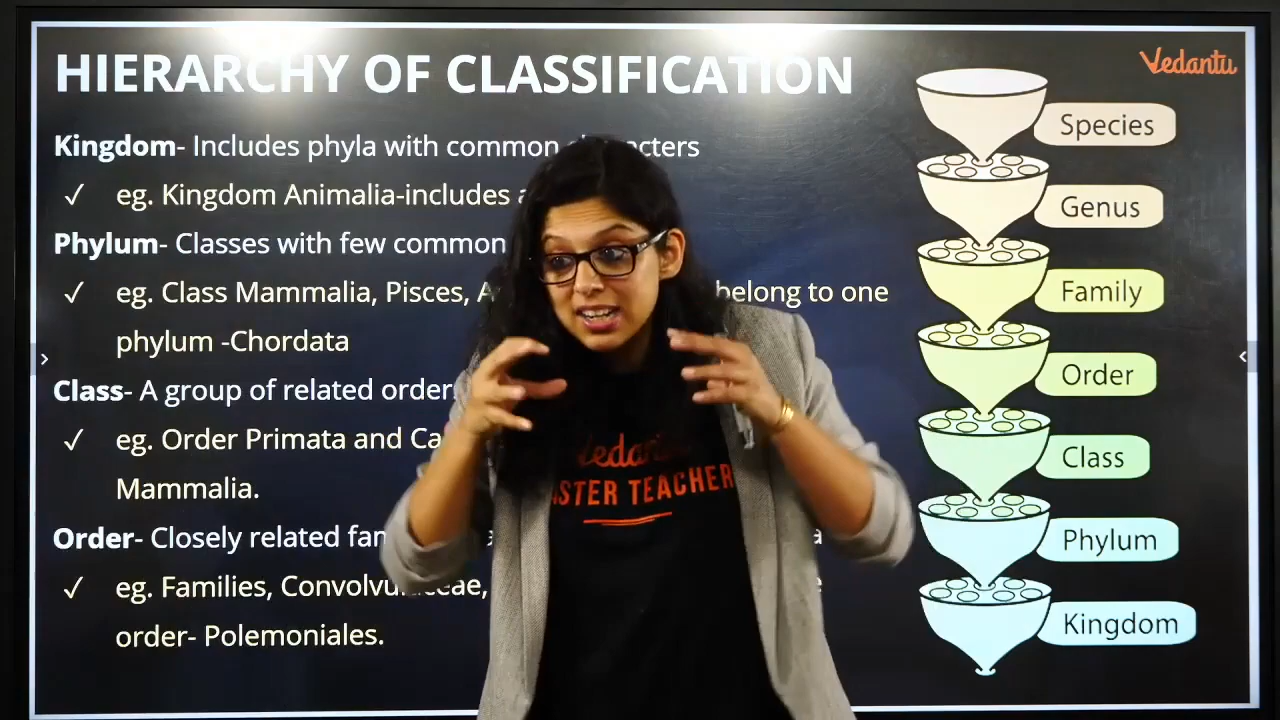 HIERARCHY OF CLASSIFICATION
Vedantu
Kingdom- Includes phyla with common
✓ eg. Kingdom Animalia-includes
Phylum- Classes with few common
✓ eg. Class Mammalia, Pisces, belong to one
phylum -Chordata
Class- A group of related
✓ eg. Order Primata and
Mammalia.
Order- Closely related
✓ eg. Families,
order- Polemoniales.
Species
Genus
Family
Order
Class
Phylum
Kingdom
TEACHER